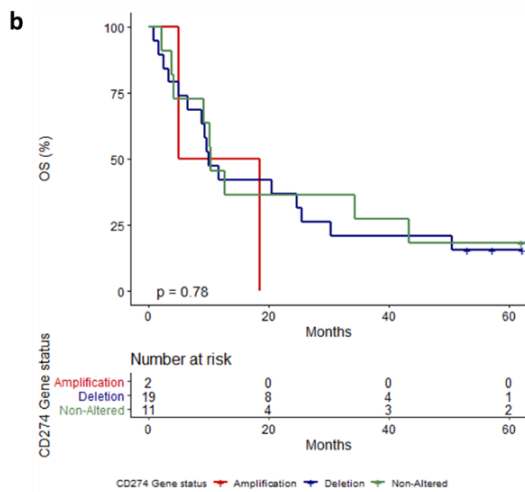 b
OS (%)
100
75
50
25
0
p = 0.78
0 20 40 60
Months
Number at risk
CD274 Gene status
Amplification 2 0 0 0
Deletion 19 8 4 1
Non-Altered 11 4 3 2
0 20 40 60
Months
CD274 Gene status Amplification Deletion Non-Altered